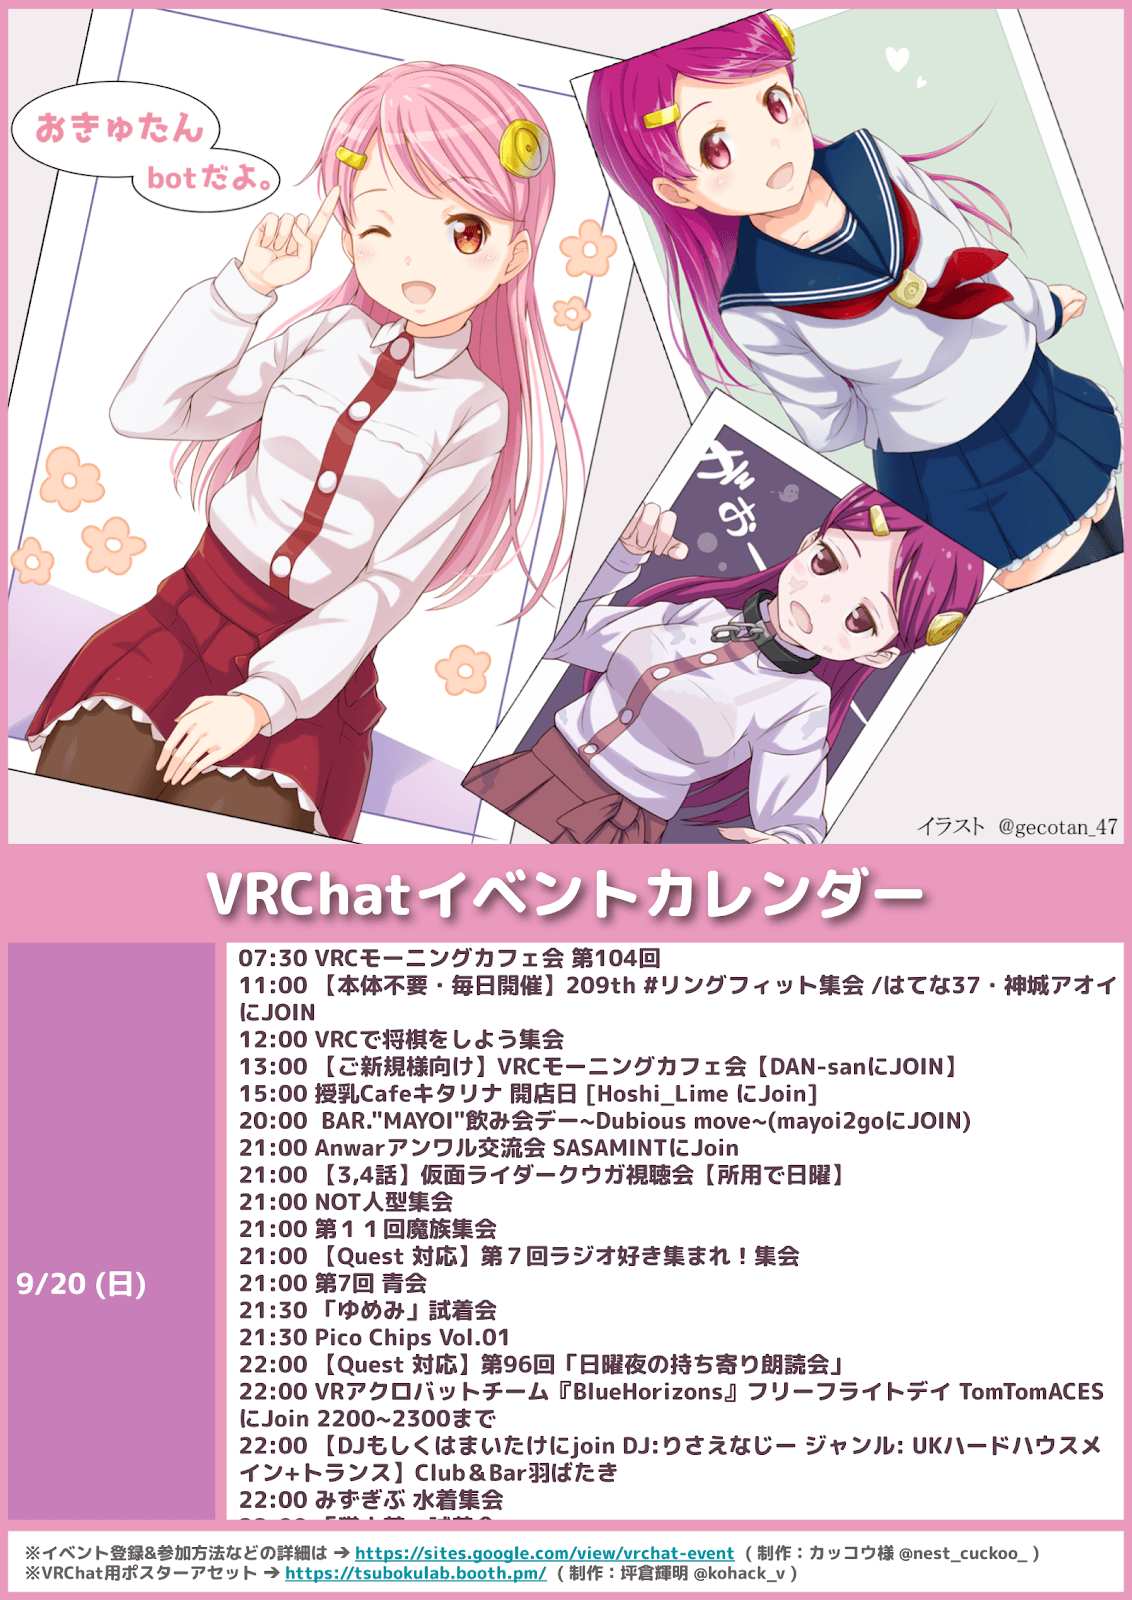 おきゅたん
botだよ。
がおー
イラスト @gecotan_47
VRChatイベントカレンダー
9/20 (日)
07:30 VRCモーニングカフェ会 第104回
11:00 【本体不要・毎日開催】209th #リングフィット集会 /はてな37・神城アオイ
にJOIN
12:00 VRCで将棋をしよう集会
13:00 【ご新規様向け】VRCモーニングカフェ会【DAN-sanにJOIN】
15:00 授乳Cafeキタリナ 開店日 [Hoshi_Lime にJoin]
20:00 BAR."MAYOI"飲み会デー~Dubious move~(mayoi2goにJOIN)
21:00 Anwarアンワル交流会 SASAMINTにJoin
21:00 【3,4話】仮面ライダークウガ視聴会【所用で日曜】
21:00 NOT人型集会
21:00 第１１回魔族集会
21:00 【Quest 対応】第７回ラジオ好き集まれ！集会
21:00 第7回 青会
21:30 「ゆめみ」試着会
21:30 Pico Chips Vol.01
22:00 【Quest 対応】第96回「日曜夜の持ち寄り朗読会」
22:00 VRアクロバットチーム『BlueHorizons』フリーフライトデイ TomTomACES
にJoin 2200~2300まで
22:00 【DJもしくはまいたけにjoin DJ:りさえなじー ジャンル: UKハードハウスメ
イン+トランス】Club＆Bar羽ばたき
22:00 みずぎぶ 水着集会
※イベント登録&参加方法などの詳細は → https://sites.google.com/view/vrchat-event ( 制作：カッコウ様 @nest_cuckoo_ )
※VRChat用ポスターアセット → https://tsubokulab.booth.pm/ ( 制作：坪倉輝明 @kohack_v )